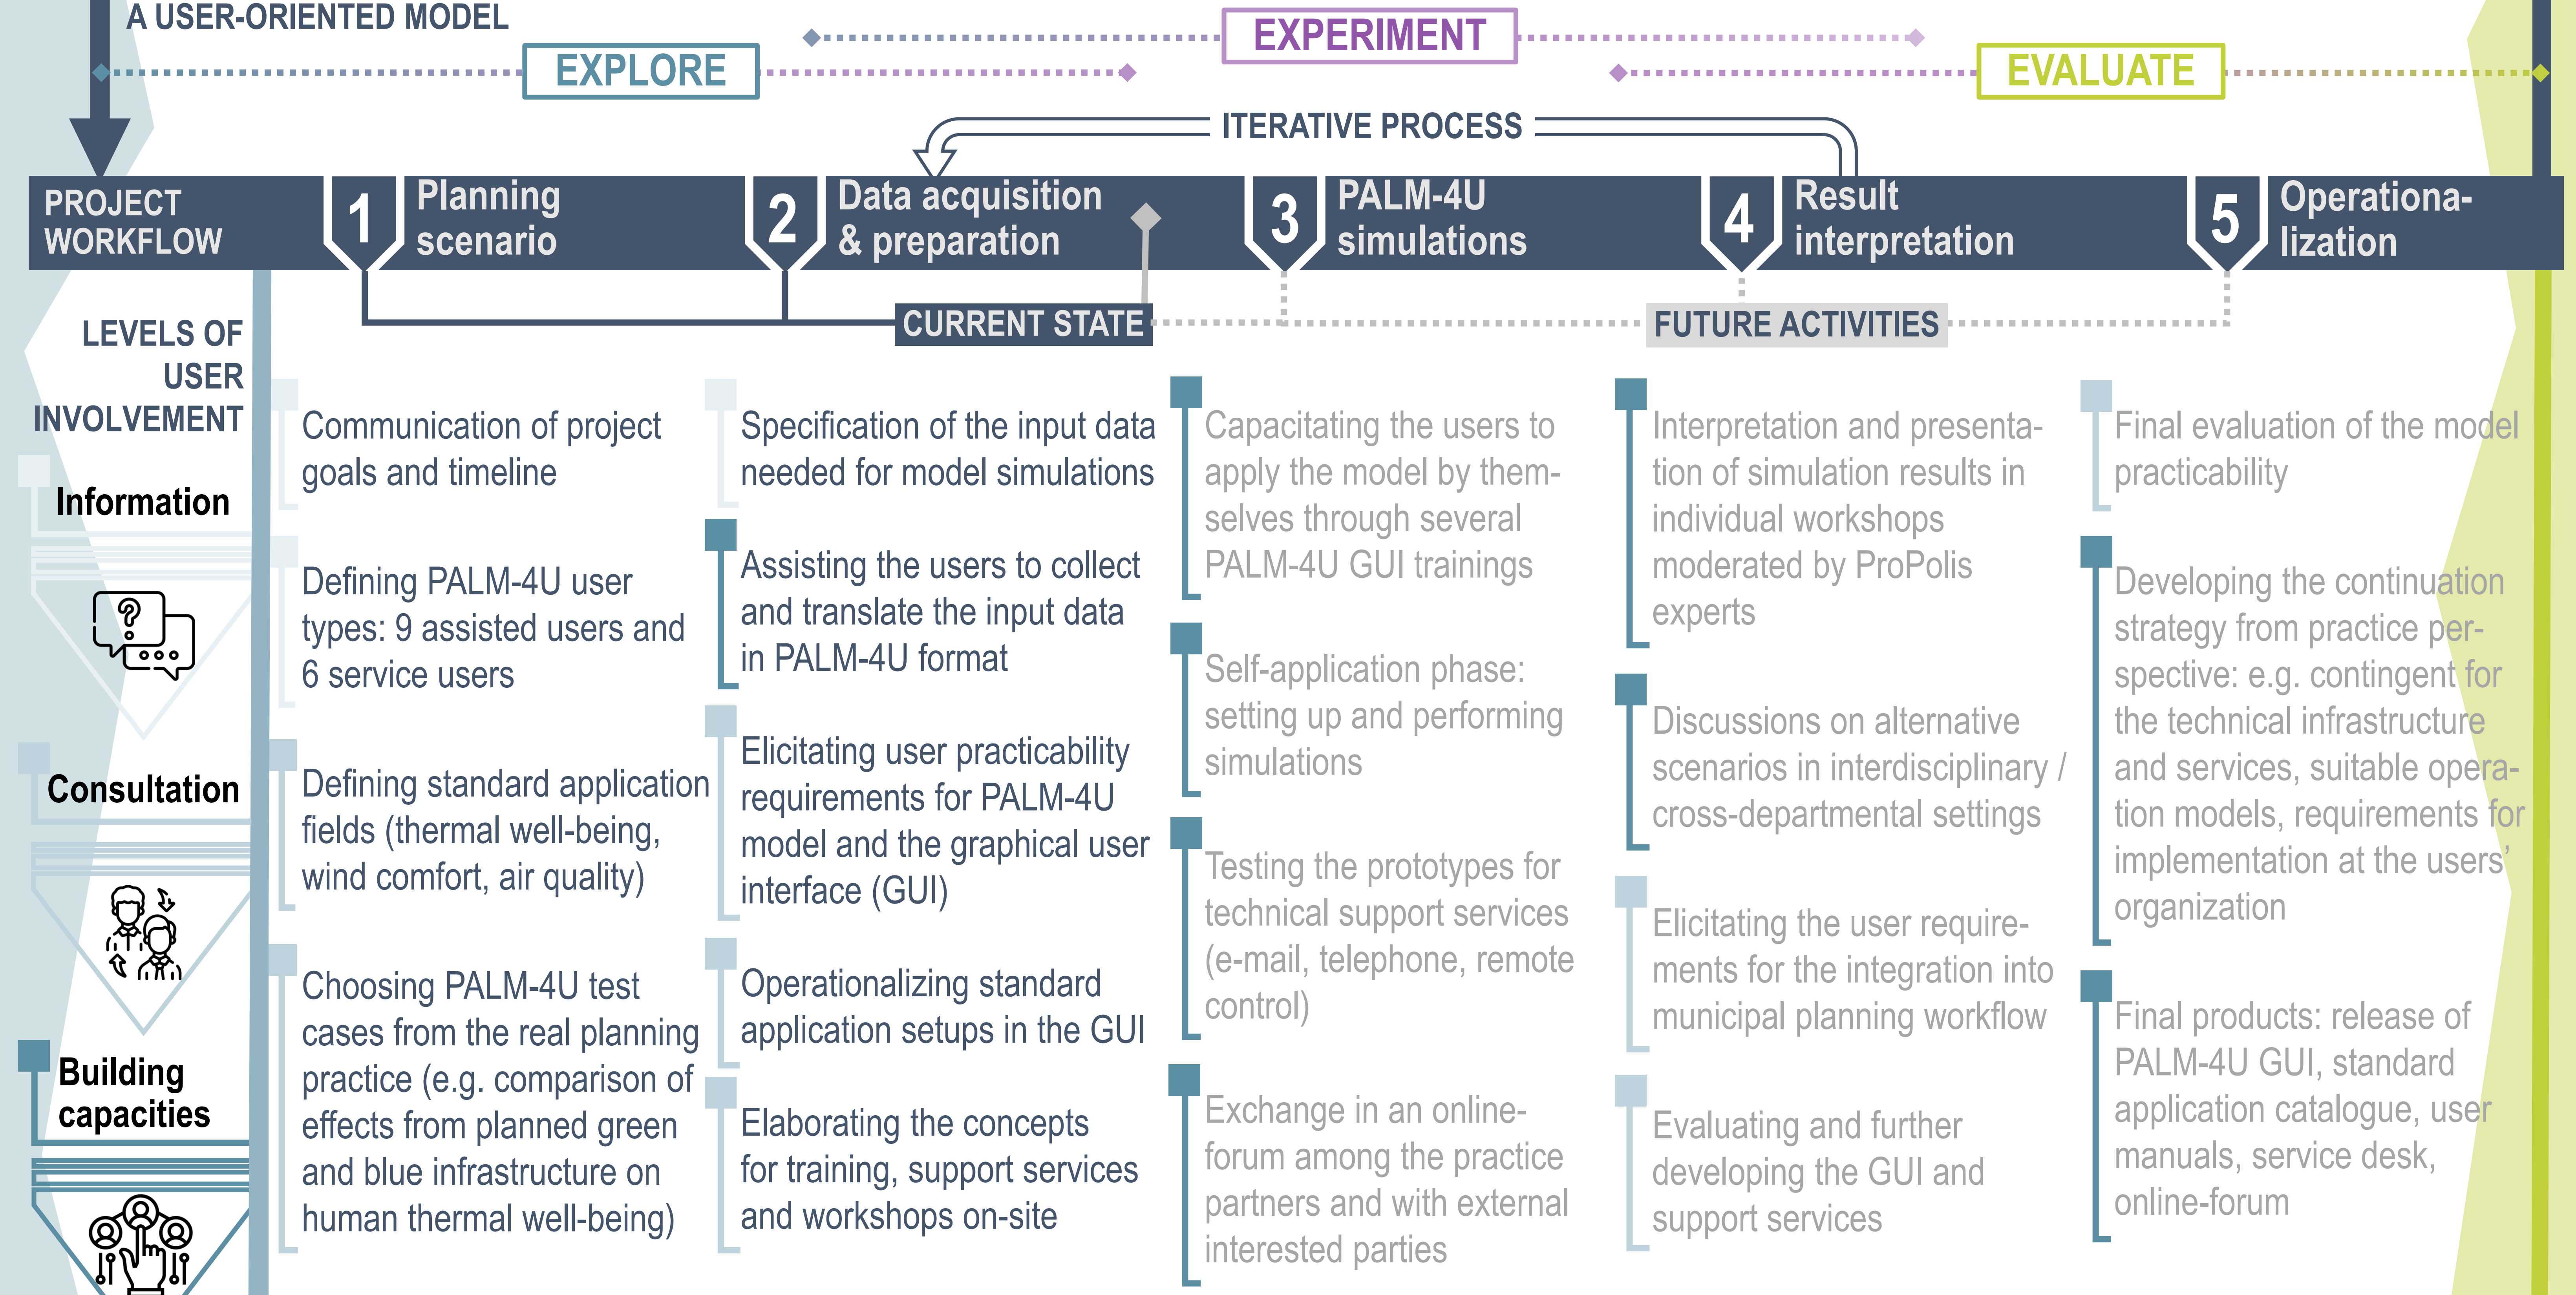 A USER-ORIENTED MODEL
EXPLORE
EXPERIMENT
EVALUATE
ITERATIVE PROCESS
PROJECT
WORKFLOW
1
Planning
scenario
2
Data acquisition
& preparation
3
PALM-4U
simulations
4
Result
interpretation
5
Operationa-
lization
CURRENT STATE
FUTURE ACTIVITIES
LEVELS OF
USER
INVOLVEMENT
Information
?
Consultation
Building
capacities
Communication of project
goals and timeline
Defining PALM-4U user
types: 9 assisted users and
6 service users
Defining standard application
fields (thermal well-being,
wind comfort, air quality)
Choosing PALM-4U test
cases from the real planning
practice (e.g. comparison of
effects from planned green
and blue infrastructure on
human thermal well-being)
Specification of the input data
needed for model simulations
Assisting the users to collect
and translate the input data
in PALM-4U format
Elicitating user practicability
requirements for PALM-4U
model and the graphical user
interface (GUI)
Operationalizing standard
application setups in the GUI
Elaborating the concepts
for training, support services
and workshops on-site
Capacitating the users to
apply the model by them-
selves through several
PALM-4U GUI trainings
Self-application phase:
setting up and performing
simulations
Testing the prototypes for
technical support services
(e-mail, telephone, remote
control)
Exchange in an online-
forum among the practice
partners and with external
interested parties
Interpretation and presenta-
tion of simulation results in
individual workshops
moderated by ProPolis
experts
Discussions on alternative
scenarios in interdisciplinary /
cross-departmental settings
Elicitating the user require-
ments for the integration into
municipal planning workflow
Evaluating and further
developing the GUI and
support services
Final evaluation of the model
practicability
Developing the continuation
strategy from practice per-
spective: e.g. contingent for
the technical infrastructure
and services, suitable opera-
tion models, requirements for
implementation at the users’
organization
Final products: release of
PALM-4U GUI, standard
application catalogue, user
manuals, service desk,
online-forum